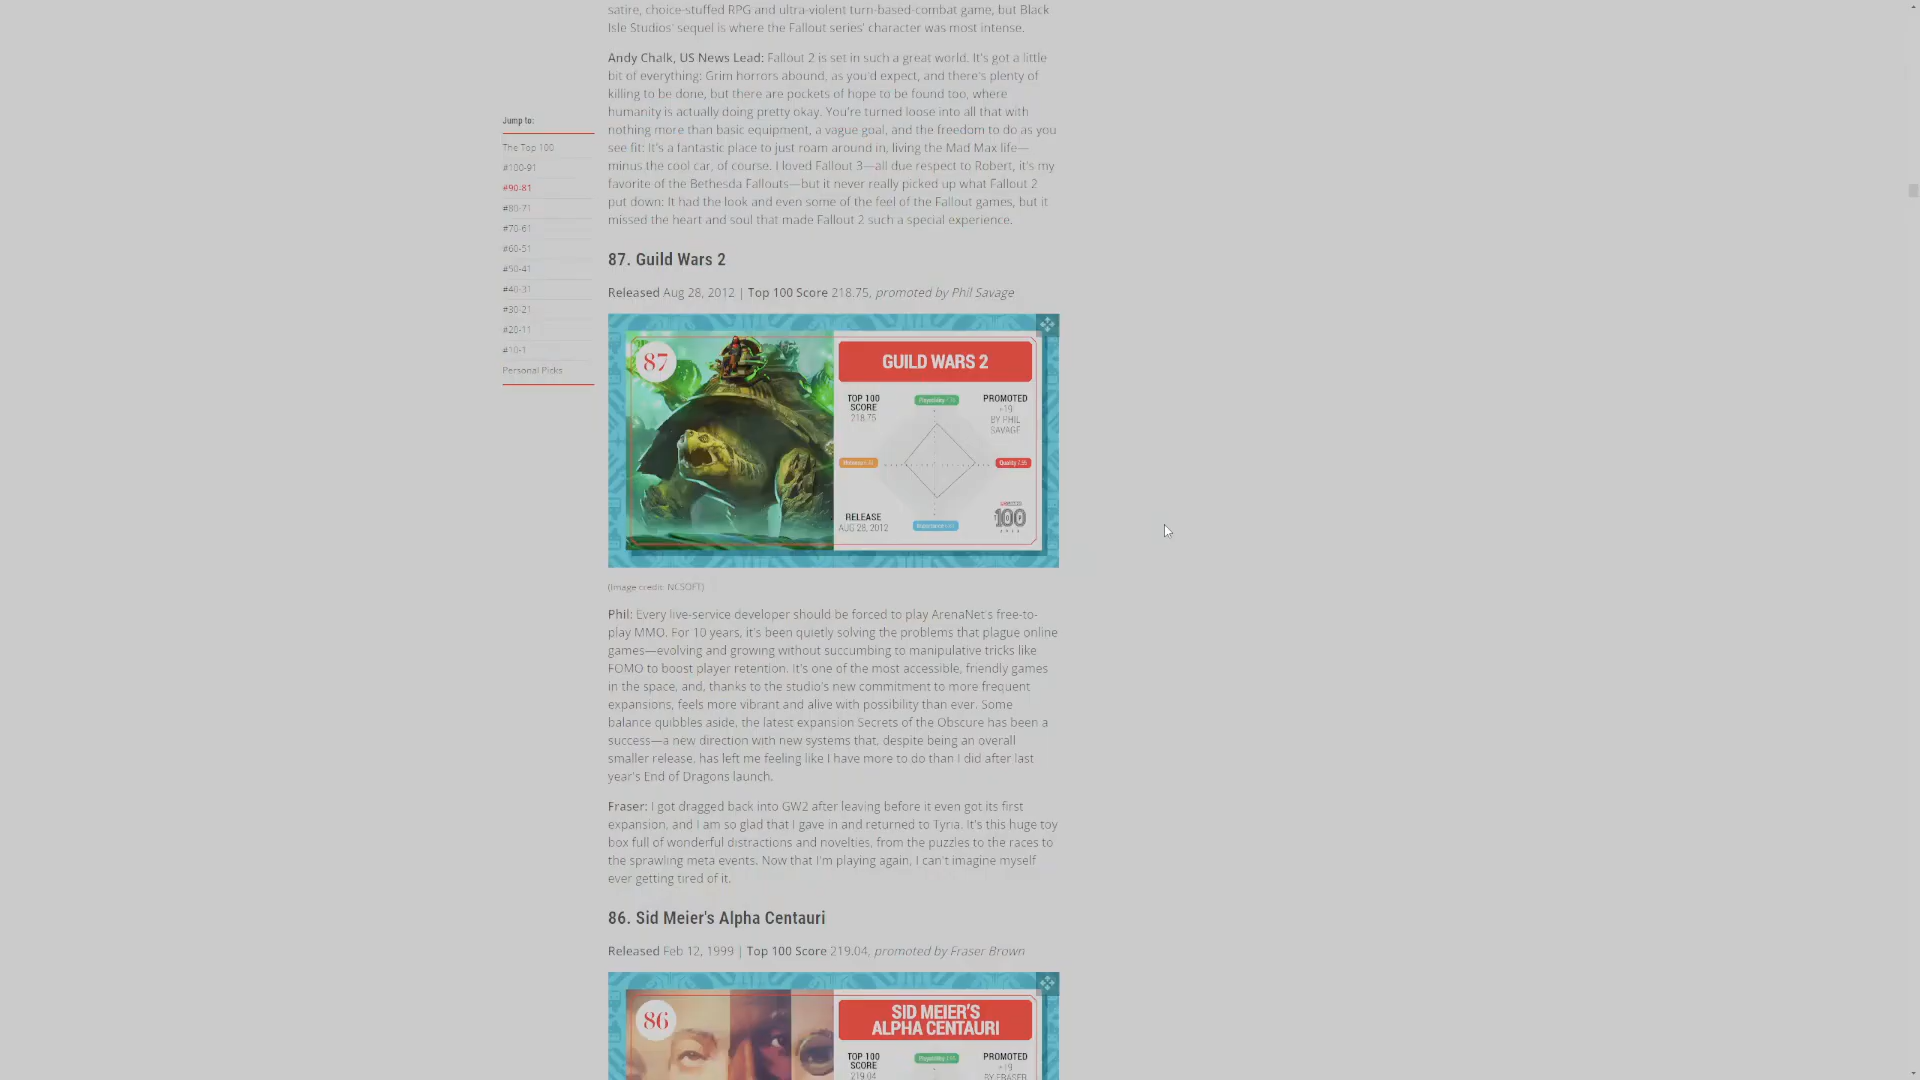 satire, choice-stuffed RPG and ultra-violent turn-based-combat game, but Black
Isle Studios' sequel is where the Fallout series' character was most intense.
Andy Chalk, US News Lead: Fallout 2 is set in such a great world. It's got a little
bit of everything: Grim horrors abound, as you'd expect, and there's plenty of
killing to be done, but there are pockets of hope to be found too, where
humanity is actually doing pretty okay. You're turned loose into all that with
nothing more than basic equipment, a vague goal, and the freedom to do as you
see fit: It's a fantastic place to just roam around in, living the Mad Max life—
minus the cool car, of course. I loved Fallout 3—all due respect to Robert, it's my
favorite of the Bethesda Fallouts—but it never really picked up what Fallout 2
put down: It had the look and even some of the feel of the Fallout games, but it
missed the heart and soul that made Fallout 2 such a special experience.
Jump to:
The Top 100
#100-91
#90-81
#80-71
#70-61
#60-51
#50-41
#40-31
#30-21
#20-11
#10-1
Personal Picks
87. Guild Wars 2
Released Aug 28, 2012 | Top 100 Score 218.75, promoted by Phil Savage
87
GUILD WARS 2
TOP 100
SCORE
218.75
PROMOTED
+19
BY PHIL
SAVAGE
Playability
Quality
Importance
RELEASE
AUG 28, 2012
TOP
100
(Image credit: NCSOFT)
Phil: Every live-service developer should be forced to play ArenaNet's free-to-
play MMO. For 10 years, it's been quietly solving the problems that plague online
games—evolving and growing without succumbing to manipulative tricks like
FOMO to boost player retention. It's one of the most accessible, friendly games
in the space, and, thanks to the studio's new commitment to more frequent
expansions, feels more vibrant and alive with possibility than ever. Some
balance quibbles aside, the latest expansion Secrets of the Obscure has been a
success—a new direction with new systems that, despite being an overall
smaller release, has left me feeling like I have more to do than I did after last
year's End of Dragons launch.
Fraser: I got dragged back into GW2 after leaving before it even got its first
expansion, and I am so glad that I gave in and returned to Tyria. It's this huge toy
box full of wonderful distractions and novelties, from the puzzles to the races to
the sprawling meta events. Now that I'm playing again, I can't imagine myself
ever getting tired of it.
86. Sid Meier's Alpha Centauri
Released Feb 12, 1999 | Top 100 Score 219.04, promoted by Fraser Brown
86
SID MEIER'S
ALPHA CENTAURI
TOP 100
SCORE
219.04
Playability
PROMOTED
+19
BY FRASER